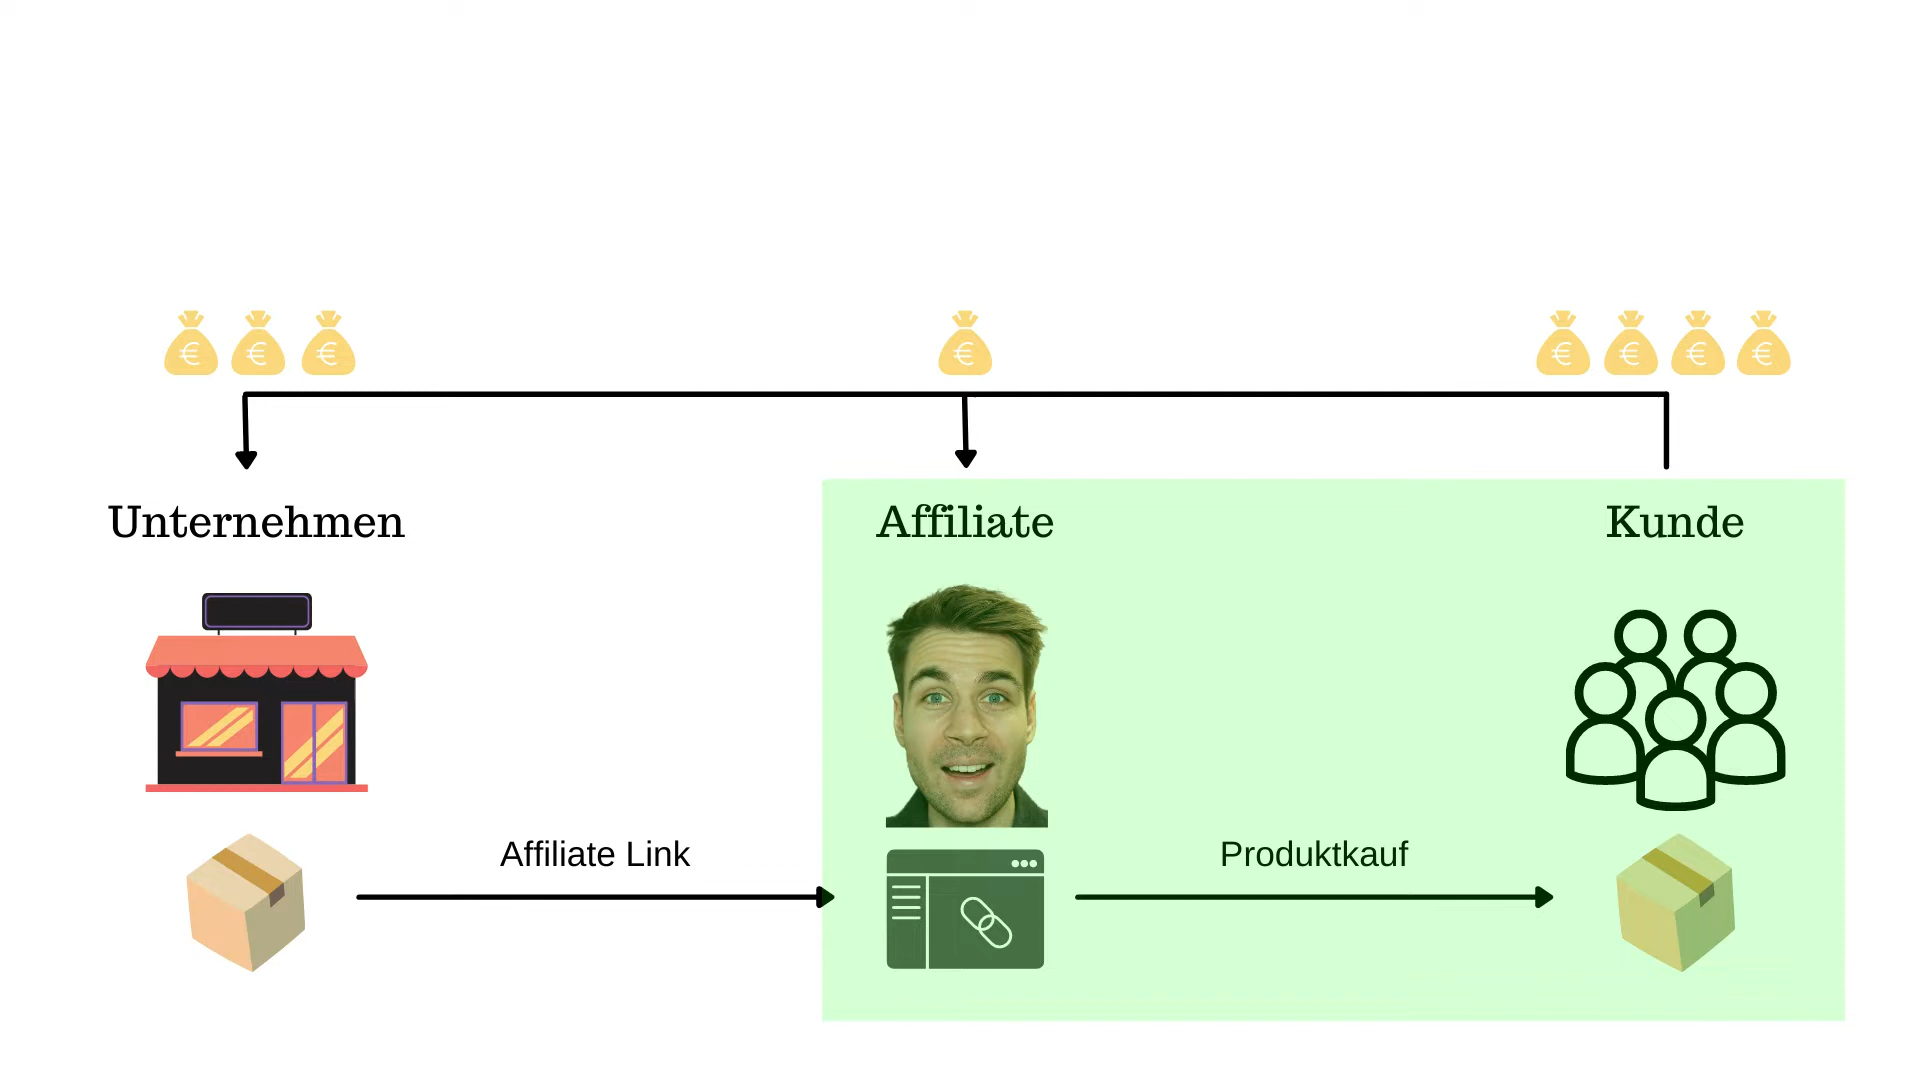 € € €
€
€ € € €
Unternehmen
Affiliate
Kunde
Affiliate Link
Produktkauf